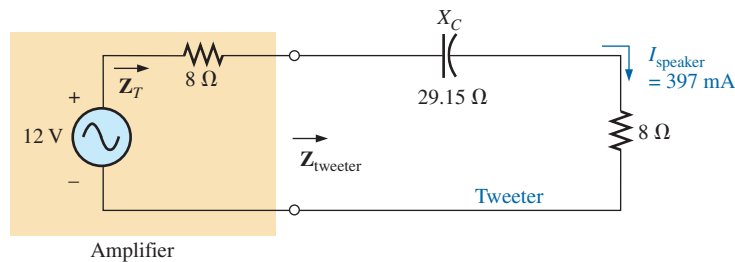 X_C
I_speaker
= 397 mA
8 Ω
Z_T
29.15 Ω
+
12 V
8 Ω
Z_tweeter
–
Tweeter
Amplifier